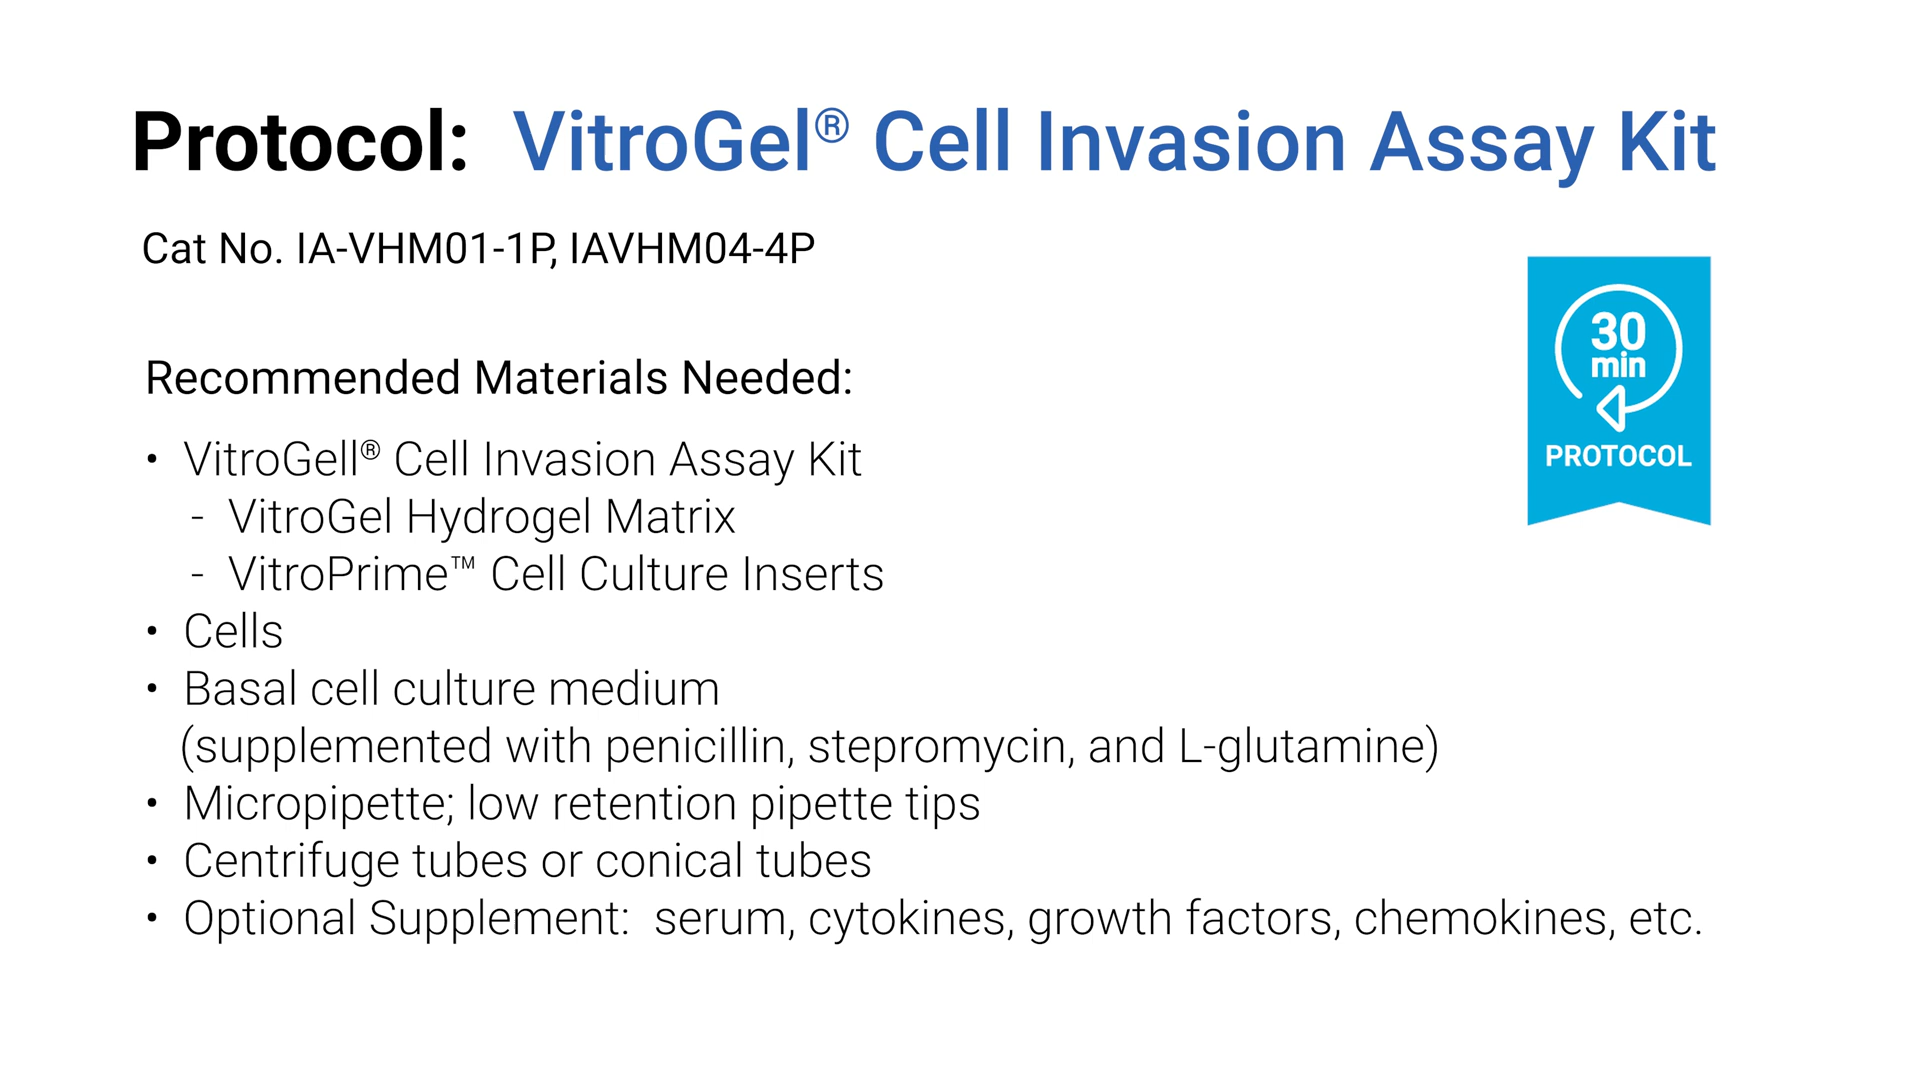 Protocol: VitroGel® Cell Invasion Assay Kit
Cat No. IA-VHM01-1P, IAVHM04-4P
30
min
PROTOCOL
Recommended Materials Needed:
• VitroGell® Cell Invasion Assay Kit
- VitroGel Hydrogel Matrix
- VitroPrime™ Cell Culture Inserts
• Cells
• Basal cell culture medium
(supplemented with penicillin, stepromycin, and L-glutamine)
• Micropipette; low retention pipette tips
• Centrifuge tubes or conical tubes
• Optional Supplement: serum, cytokines, growth factors, chemokines, etc.